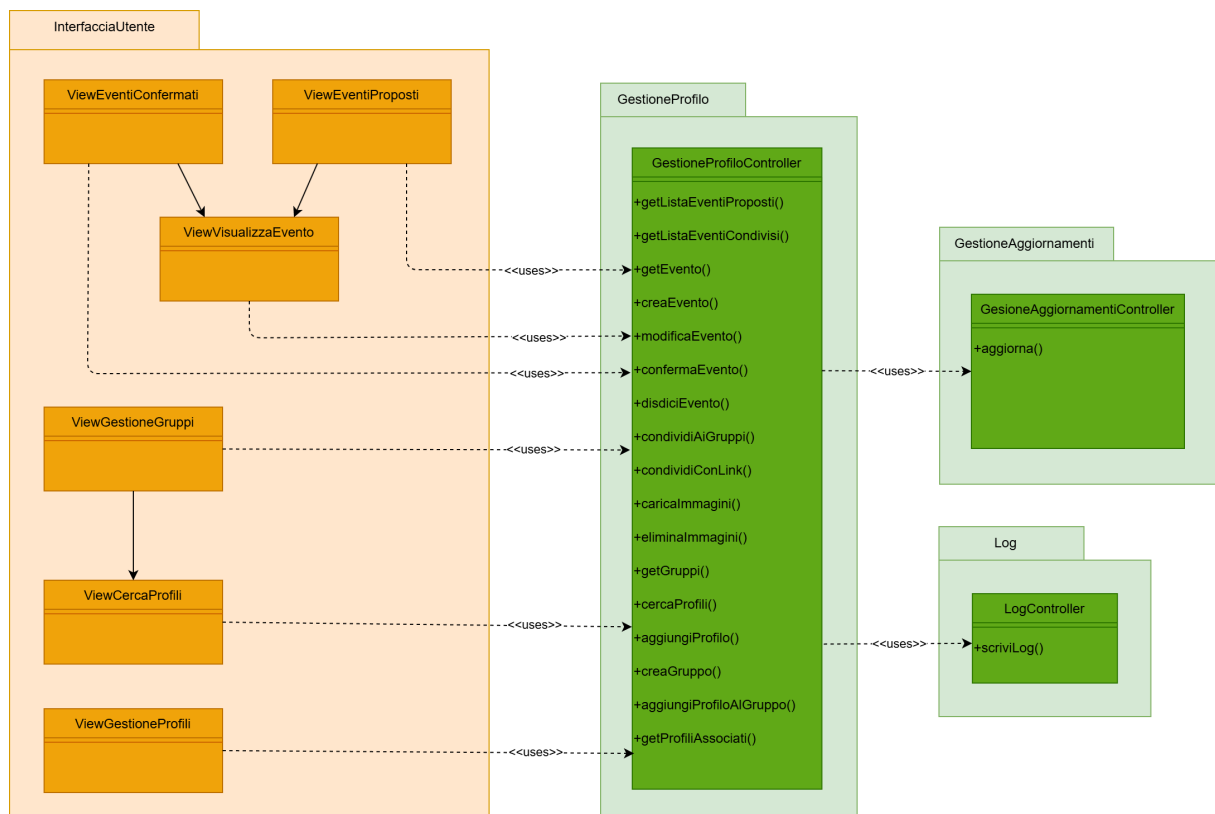 InterfacciaUtente
ViewEventiConfermati
ViewEventiProposti
ViewVisualizzaEvento
ViewGestioneGruppi
ViewCercaProfili
ViewGestioneProfili
<<uses>>
<<uses>>
<<uses>>
<<uses>>
<<uses>>
<<uses>>
GestioneProfilo
GestioneProfiloController
+getListaEventiProposti()
+getListaEventiCondivisi()
+getEvento()
+creaEvento()
+modificaEvento()
+confermaEvento()
+disdiciEvento()
+condividiAiGruppi()
+condividiConLink()
+caricaImmagini()
+eliminaImmagini()
+getGruppi()
+cercaProfili()
+aggiungiProfilo()
+creaGruppo()
+aggiungiProfiloAlGruppo()
+getProfiliAssociati()
<<uses>>
<<uses>>
GestioneAggiornamenti
GesioneAggiornamentiController
+aggiorna()
Log
LogController
+scriviLog()